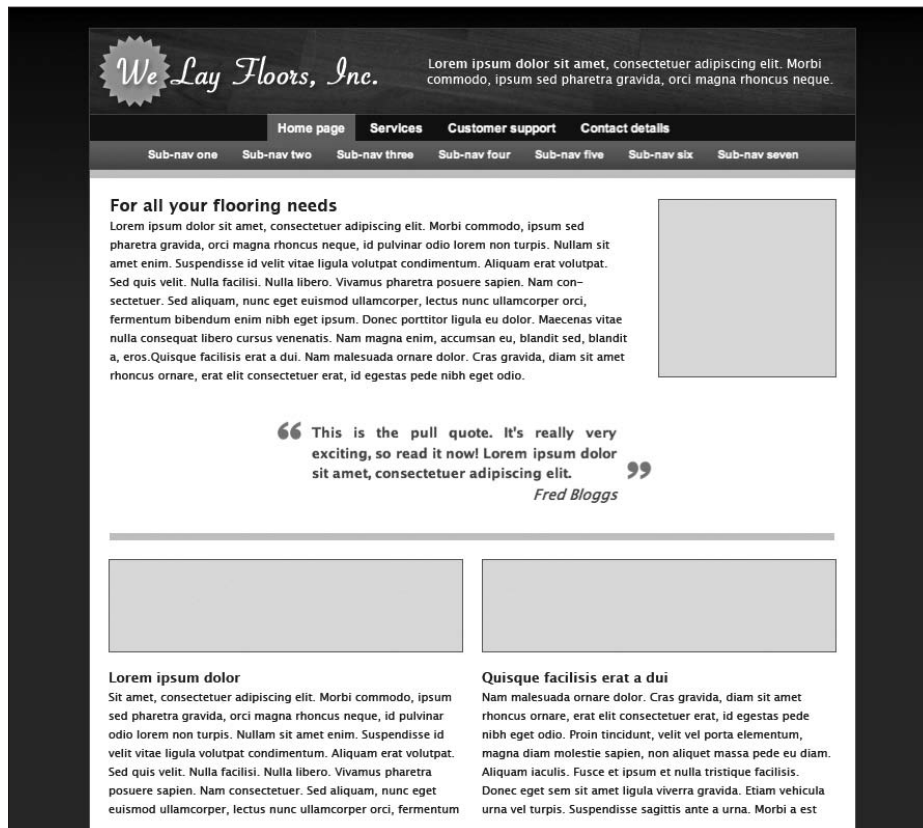 We Lay Floors, Inc.
Lorem ipsum dolor sit amet, consectetuer adipiscing elit. Morbi
commodo, ipsum sed pharetra gravida, orci magna rhoncus neque.
Home page Services Customer support Contact details
Sub-nav one Sub-nav two Sub-nav three Sub-nav four Sub-nav five Sub-nav six Sub-nav seven
For all your flooring needs
Lorem ipsum dolor sit amet, consectetuer adipiscing elit. Morbi commodo, ipsum sed
pharetra gravida, orci magna rhoncus neque, id pulvinar odio lorem non turpis. Nullam sit
amet enim. Suspendisse id velit vitae ligula volutpat condimentum. Aliquam erat volutpat.
Sed quis velit. Nulla facilisi. Nulla libero. Vivamus pharetra posuere sapien. Nam con-
sectetuer. Sed aliquam, nunc eget euismod ullamcorper, lectus nunc ullamcorper orci,
fermentum bibendum enim nibh eget ipsum. Donec porttitor ligula eu dolor. Maecenas vitae
nulla consequat libero cursus venenatis. Nam magna enim, accumsan eu, blandit sed, blandit
a, eros.Quisque facilisis erat a dui. Nam malesuada ornare dolor. Cras gravida, diam sit amet
rhoncus ornare, erat elit consectetuer erat, id egestas pede nibh eget odio.
“ This is the pull quote. It's really very
exciting, so read it now! Lorem ipsum dolor
sit amet, consectetuer adipiscing elit. ”
Fred Bloggs
Lorem ipsum dolor
Sit amet, consectetuer adipiscing elit. Morbi commodo, ipsum
sed pharetra gravida, orci magna rhoncus neque, id pulvinar
odio lorem non turpis. Nullam sit amet enim. Suspendisse id
velit vitae ligula volutpat condimentum. Aliquam erat volutpat.
Sed quis velit. Nulla facilisi. Nulla libero. Vivamus pharetra
posuere sapien. Nam consectetuer. Sed aliquam, nunc eget
euismod ullamcorper, lectus nunc ullamcorper orci, fermentum
Quisque facilisis erat a dui
Nam malesuada ornare dolor. Cras gravida, diam sit amet
rhoncus ornare, erat elit consectetuer erat, id egestas pede
nibh eget odio. Proin tincidunt, velit vel porta elementum,
magna diam molestie sapien, non aliquet massa pede eu diam.
Aliquam iaculis. Fusce et ipsum et nulla tristique facilisis.
Donec eget sem sit amet ligula viverra gravida. Etiam vehicula
urna vel turpis. Suspendisse sagittis ante a urna. Morbi a est